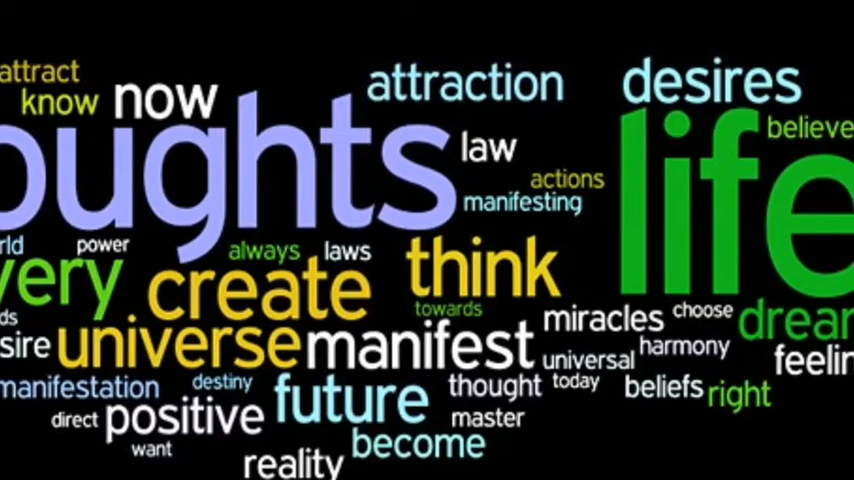 attract
know
now
attraction
desires
oughts
law
life
believe
actions
manifesting
rld
power
always
laws
very
create
think
towards
ds
sire
universe
manifest
miracles
choose
drear
universal
harmony
feelin
manifestation
destiny
future
thought
today
beliefs
right
direct
positive
master
want
become
reality